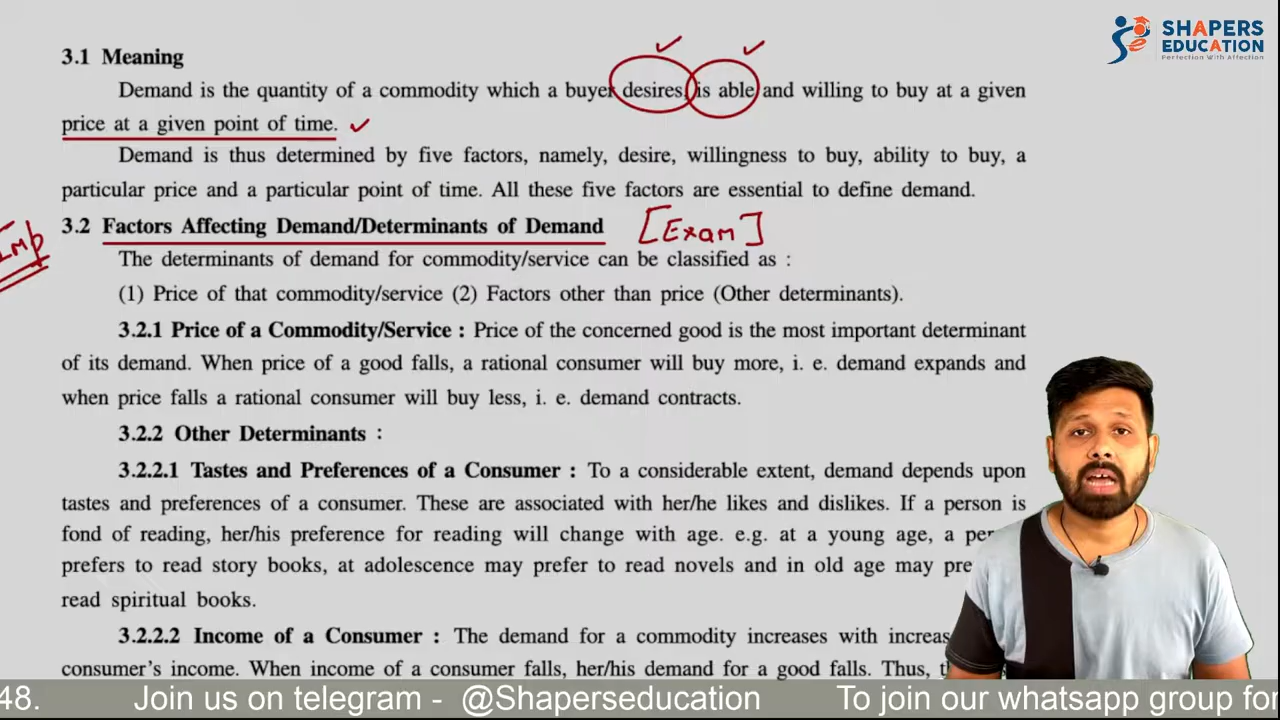 SHAPERS
EDUCATION
Perfection With Affection
3.1 Meaning
Demand is the quantity of a commodity which a buyer desires, is able and willing to buy at a given
price at a given point of time.
Demand is thus determined by five factors, namely, desire, willingness to buy, ability to buy, a
particular price and a particular point of time. All these five factors are essential to define demand.
Imp
3.2 Factors Affecting Demand/Determinants of Demand [Exam]
The determinants of demand for commodity/service can be classified as :
(1) Price of that commodity/service (2) Factors other than price (Other determinants).
3.2.1 Price of a Commodity/Service : Price of the concerned good is the most important determinant
of its demand. When price of a good falls, a rational consumer will buy more, i. e. demand expands and
when price falls a rational consumer will buy less, i. e. demand contracts.
3.2.2 Other Determinants :
3.2.2.1 Tastes and Preferences of a Consumer : To a considerable extent, demand depends upon
tastes and preferences of a consumer. These are associated with her/he likes and dislikes. If a person is
fond of reading, her/his preference for reading will change with age. e.g. at a young age, a
prefers to read story books, at adolescence may prefer to read novels and in old age may
read spiritual books.
3.2.2.2 Income of a Consumer : The demand for a commodity increases with
consumer's income. When income of a consumer falls, her/his demand for a good falls. Thus,
48. Join us on telegram - @Shaperseducation To join our whatsapp group for